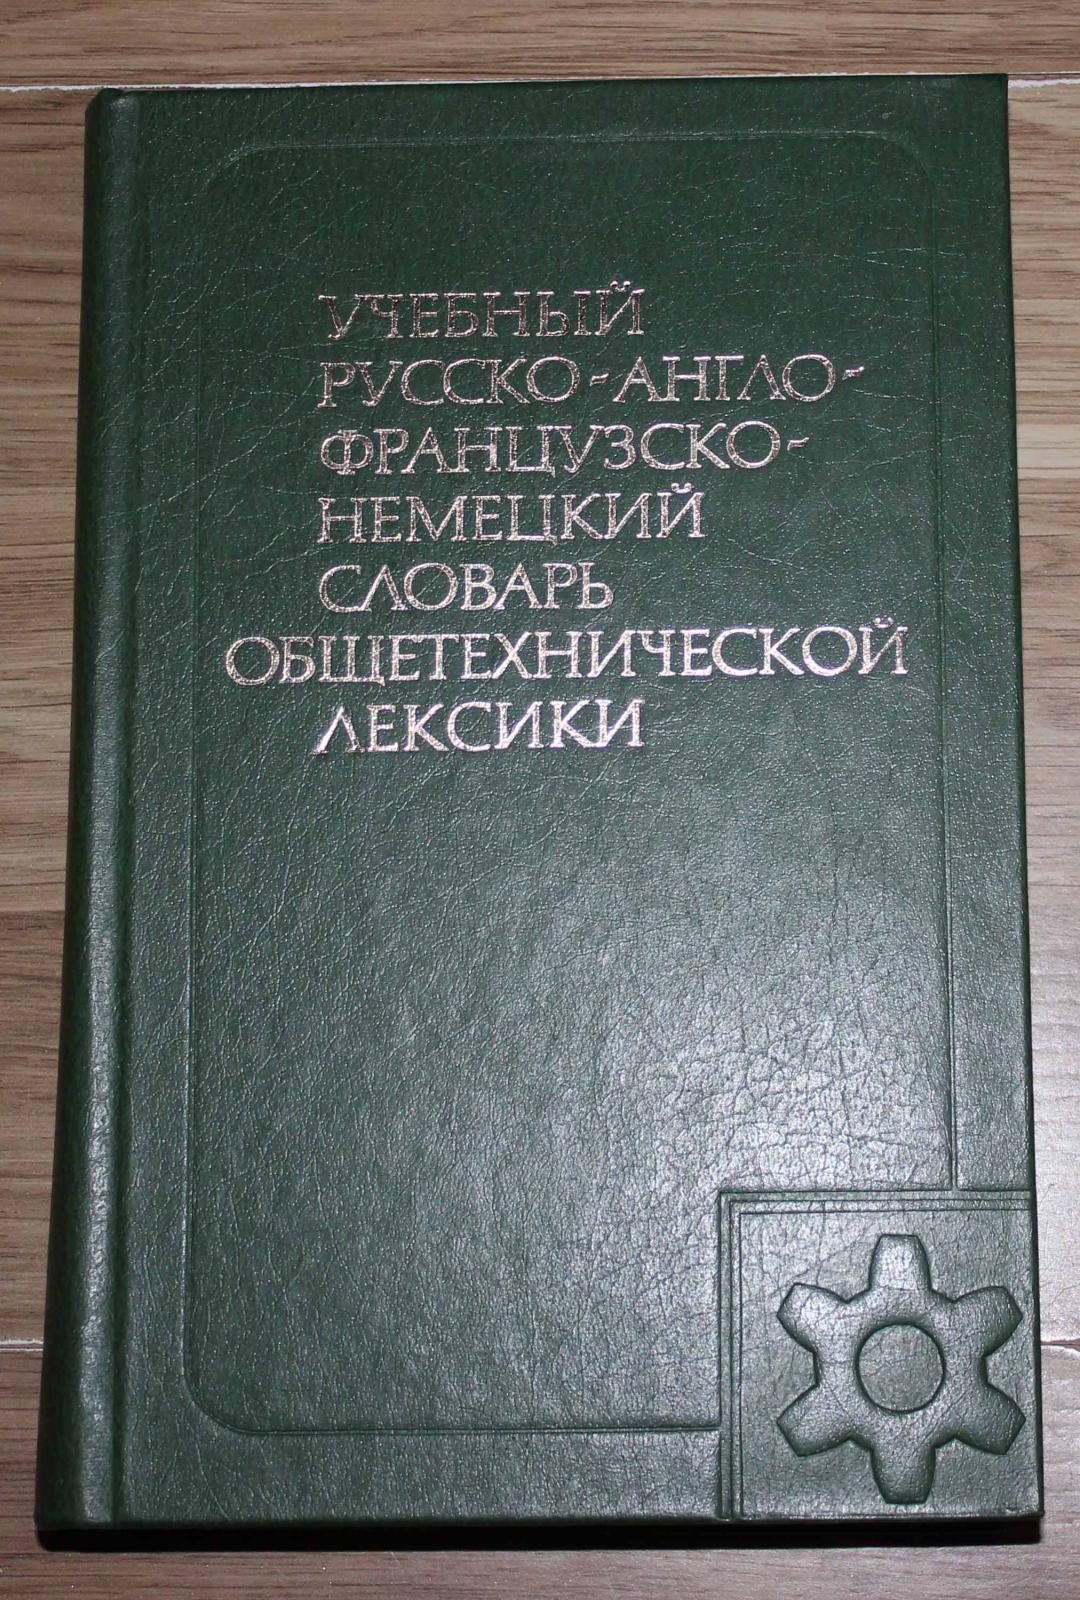 УЧЕБНЫЙ
РУССКО-АНГЛО-
ФРАНЦУЗСКО-
НЕМЕЦКИЙ
СЛОВАРЬ
ОБЩЕТЕХНИЧЕСКОЙ
ЛЕКСИКИ